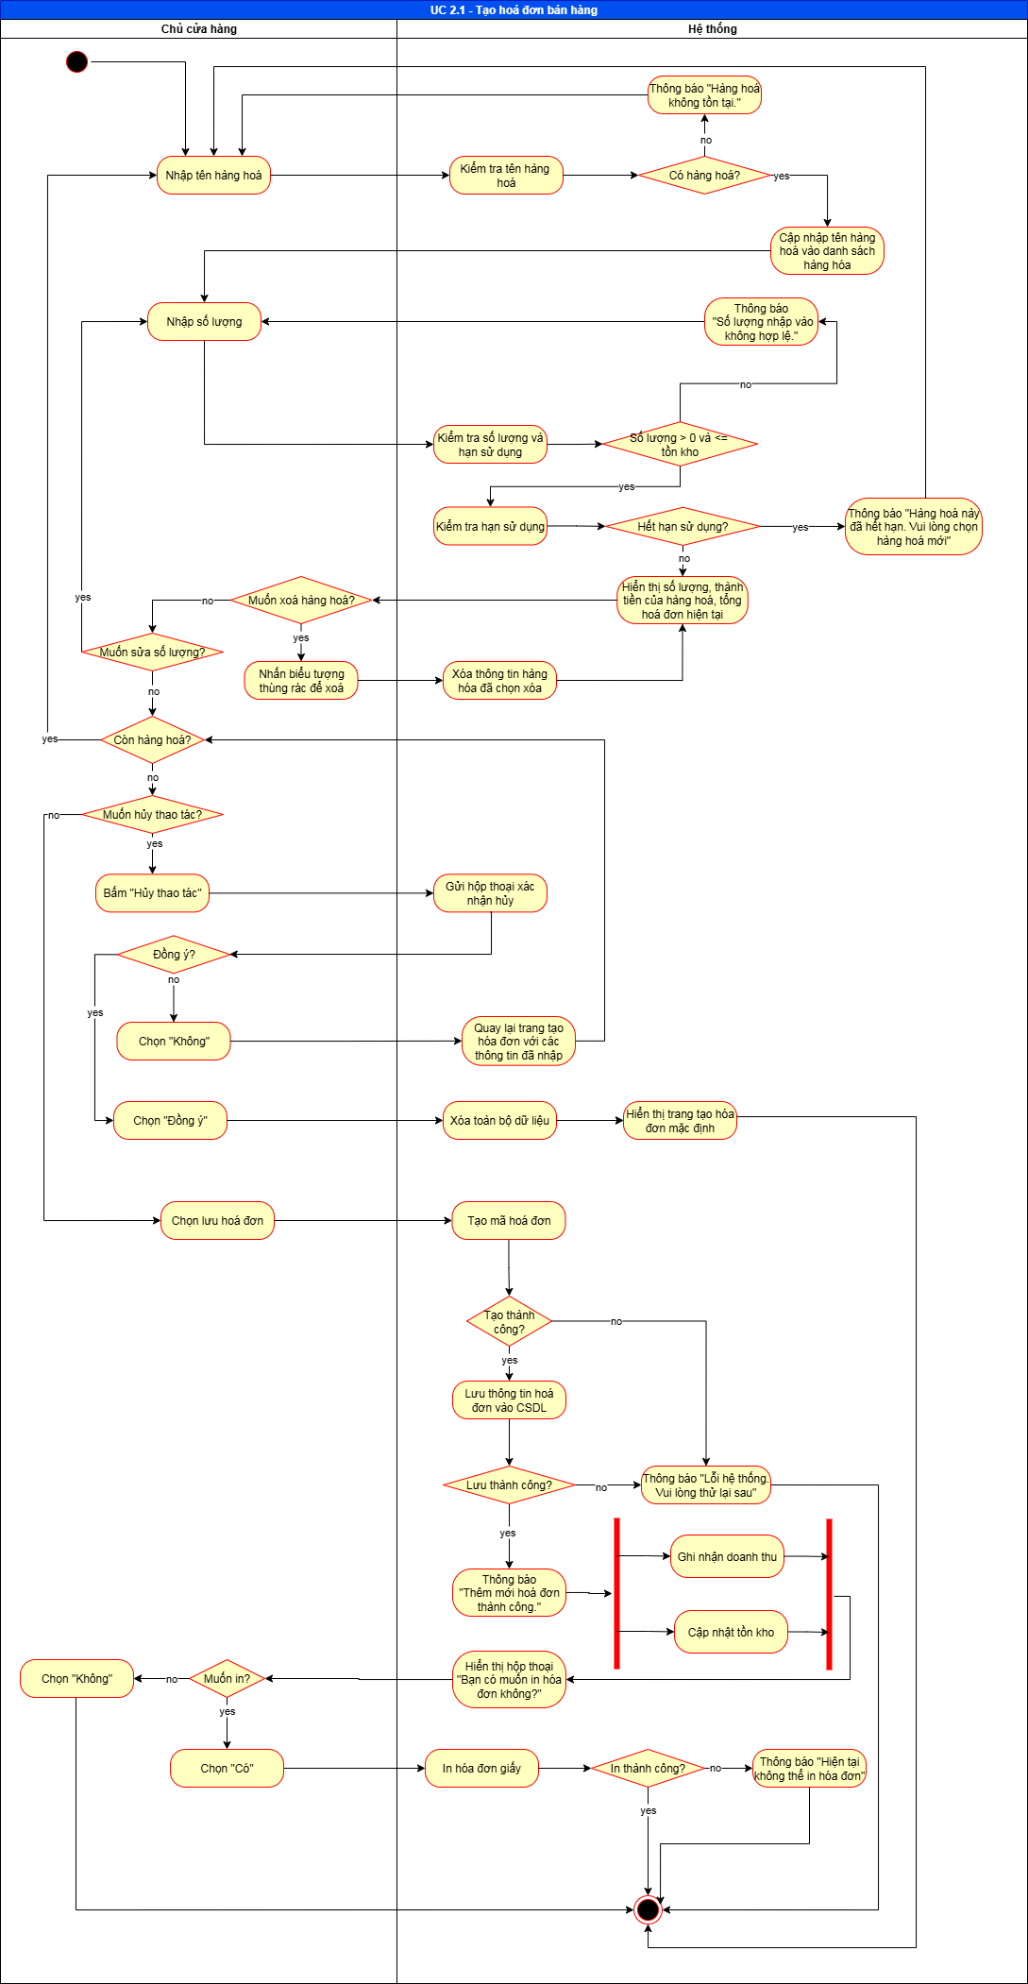 UC 2.1 - Tạo hoá đơn bán hàng
Chủ cửa hàng
Hệ thống
Thông báo "Hàng hoá
không tồn tại."
no
Nhập tên hàng hoá
Kiểm tra tên hàng
hoá
Có hàng hoá?
yes
Cập nhập tên hàng
hoá vào danh sách
hàng hóa
Nhập số lượng
Thông báo
"Số lượng nhập vào
không hợp lệ."
no
Kiểm tra số lượng và
hạn sử dụng
Số lượng > 0 và <=
tồn kho
yes
Kiểm tra hạn sử dụng
Hết hạn sử dụng?
yes
Thông báo "Hàng hoá này
đã hết hạn. Vui lòng chọn
hàng hoá mới"
no
Hiển thị số lượng, thành
tiền của hàng hoá, tổng
hoá đơn hiện tại
Muốn xoá hàng hoá?
no
yes
yes
Muốn sửa số lượng?
Nhấn biểu tượng
thùng rác để xoá
Xóa thông tin hàng
hóa đã chọn xóa
no
Còn hàng hoá?
yes
no
Muốn hủy thao tác?
no
yes
Bấm "Hủy thao tác"
Gửi hộp thoại xác
nhận hủy
Đồng ý?
no
yes
Chọn "Không"
Quay lại trang tạo
hóa đơn với các
thông tin đã nhập
Chọn "Đồng ý"
Xóa toàn bộ dữ liệu
Hiển thị trang tạo hóa
đơn mặc định
Chọn lưu hoá đơn
Tạo mã hoá đơn
Tạo thành
công?
no
yes
Lưu thông tin hoá
đơn vào CSDL
Lưu thành công?
no
Thông báo "Lỗi hệ thống.
Vui lòng thử lại sau"
yes
Thông báo
"Thêm mới hoá đơn
thành công."
Ghi nhận doanh thu
Cập nhật tồn kho
Hiển thị hộp thoại
"Bạn có muốn in hóa
đơn không?"
Muốn in?
no
Chọn "Không"
yes
Chọn "Có"
In hóa đơn giấy
In thành công?
no
Thông báo "Hiện tại
không thể in hóa đơn"
yes